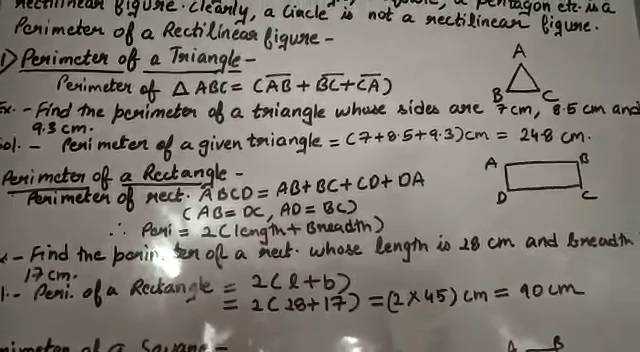 rectilinear figure. Clearly, a Circle is not a rectilinear figure.
a pentagon etc. is a
Perimeter of a Rectilinear figure -
1) Perimeter of a Triangle -
Perimeter of △ ABC = (AB + BC + CA)
A
B C
Ex. - Find the perimeter of a triangle whose sides are 7cm, 8.5 cm and
9.3 cm.
Sol. - Perimeter of a given triangle = (7+8.5+9.3)cm = 24.8 cm.
Perimeter of a Rectangle -
Perimeter of rect. ABCD = AB + BC + CD + DA
(AB = DC, AD = BC)
A B
D C
∴ Peri = 2(length + Breadth)
- Find the of a rect. whose length is 28 cm and Breadth
17 cm.
- Peri. of a Rectangle = 2(l+b)
= 2(28+17) = (2×45) cm = 90 cm
of a Square -
A B